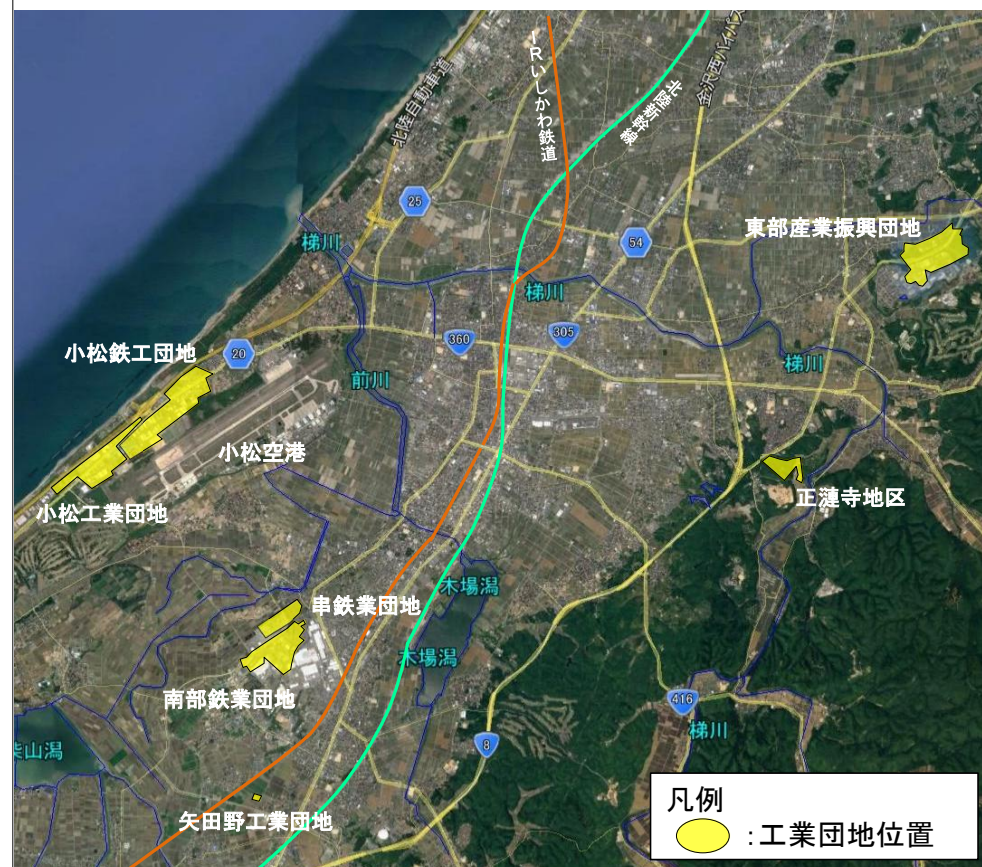 北陸自動車道
IRいしかわ鉄道
北陸新幹線
金沢西バイパス
25
梯川
54
東部産業振興団地
梯川
305
360
小松鉄工団地
20
前川
梯川
小松空港
小松工業団地
正蓮寺地区
木場潟
串鉄業団地
木場潟
南部鉄業団地
416
梯川
8
柴山潟
矢田野工業団地
凡例
:工業団地位置